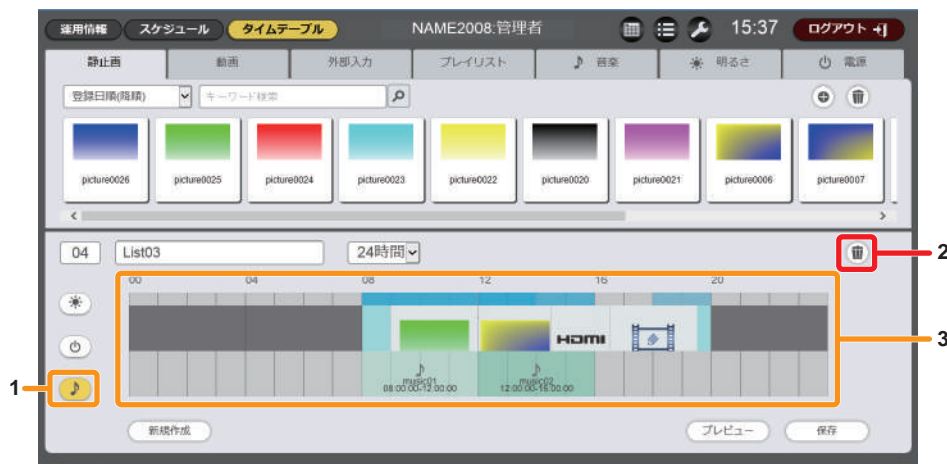 運用情報 スケジュール タイムテーブル NAME2008:管理者 15:37 ログアウト
静止画 動画 外部入力 プレイリスト 音楽 明るさ 電源
登録日順(降順) キーワード検索
picture0026 picture0025 picture0024 picture0023 picture0022 picture0020 picture0021 picture0006 picture0007
04 List03 24時間 2
00 04 08 12 16 20
HDMI
3
1
music01 music02
08:00:00-12:00:00 12:00:00-15:00:00
新規作成 プレビュー 保存